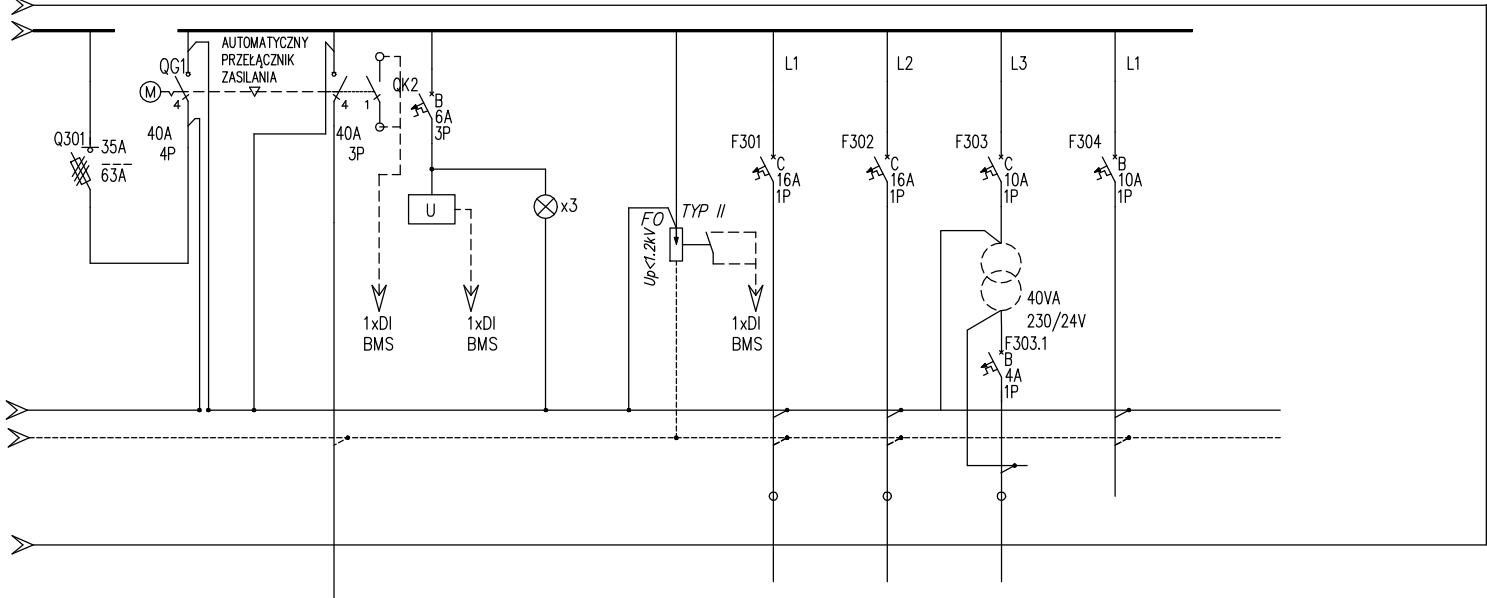 AUTOMATYCZNY
PRZEŁĄCZNIK
ZASILANIA
QG1
M
4
40A
4P
Q301
35A
63A
4
40A
3P
1
QK2
B
6A
3P
U
x3
1xDI
BMS
1xDI
BMS
FO
TYP II
Up<1.2kV
1xDI
BMS
L1
F301
C
16A
1P
L2
F302
C
16A
1P
L3
F303
C
10A
1P
40VA
230/24V
F303.1
B
4A
1P
L1
F304
B
10A
1P